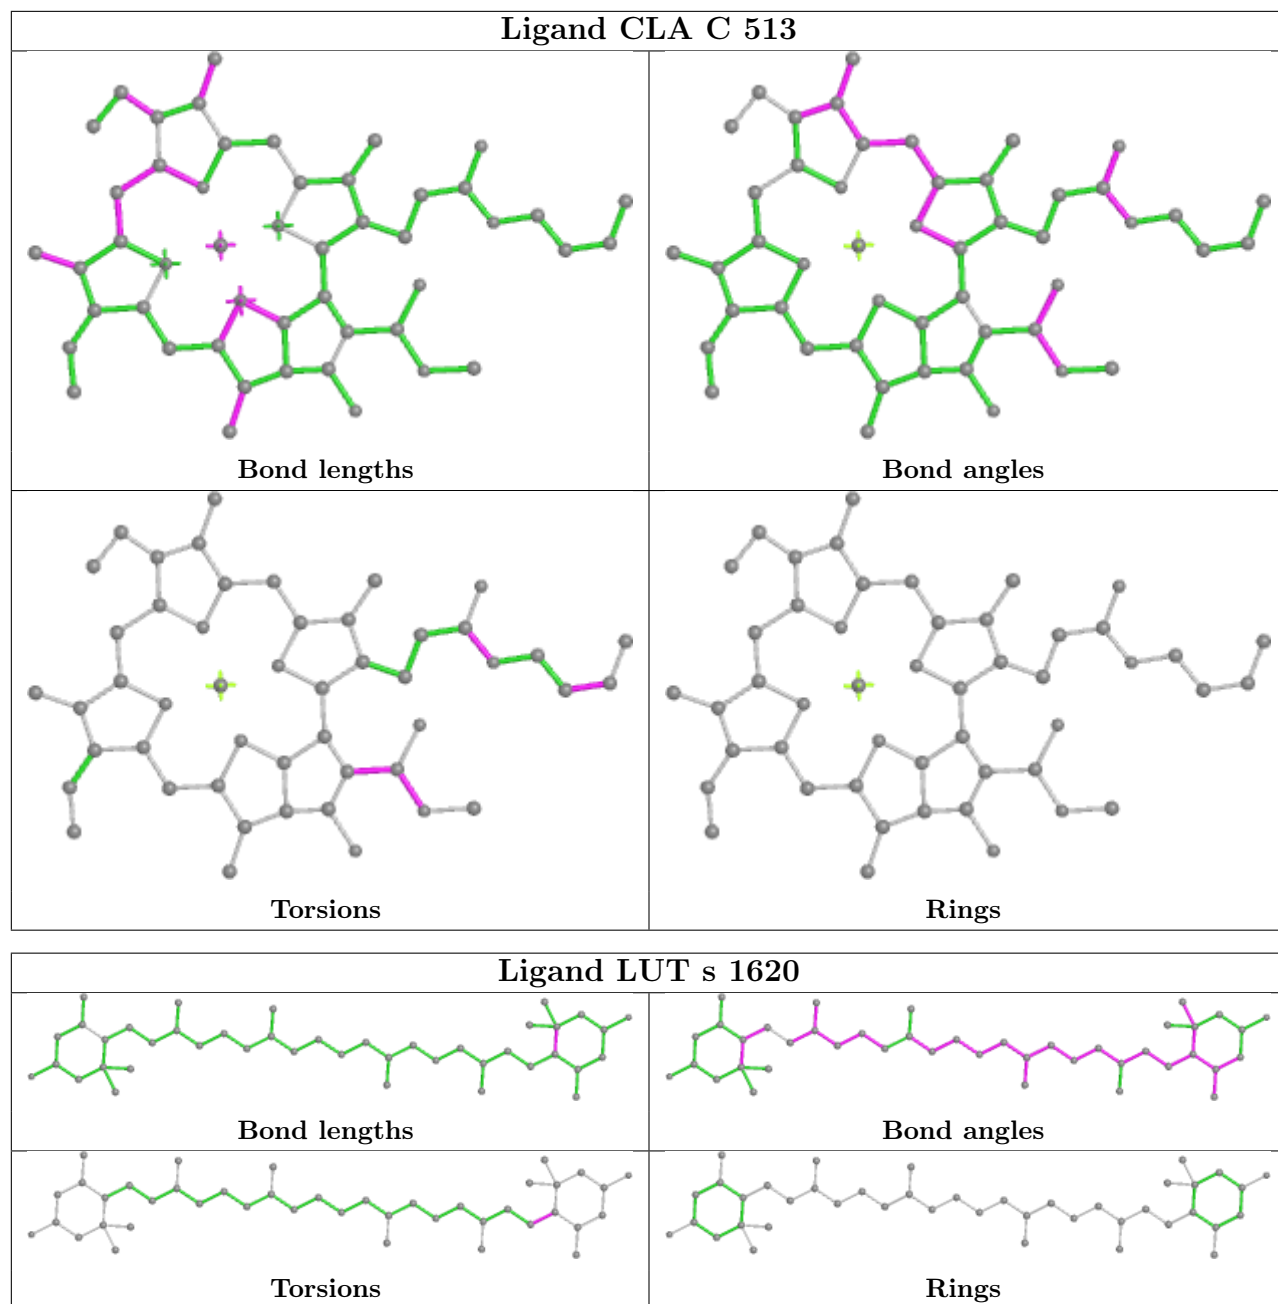 Ligand CLA C 513
Bond lengths
Bond angles
Torsions
Rings
Ligand LUT s 1620
Bond lengths
Bond angles
Torsions
Rings